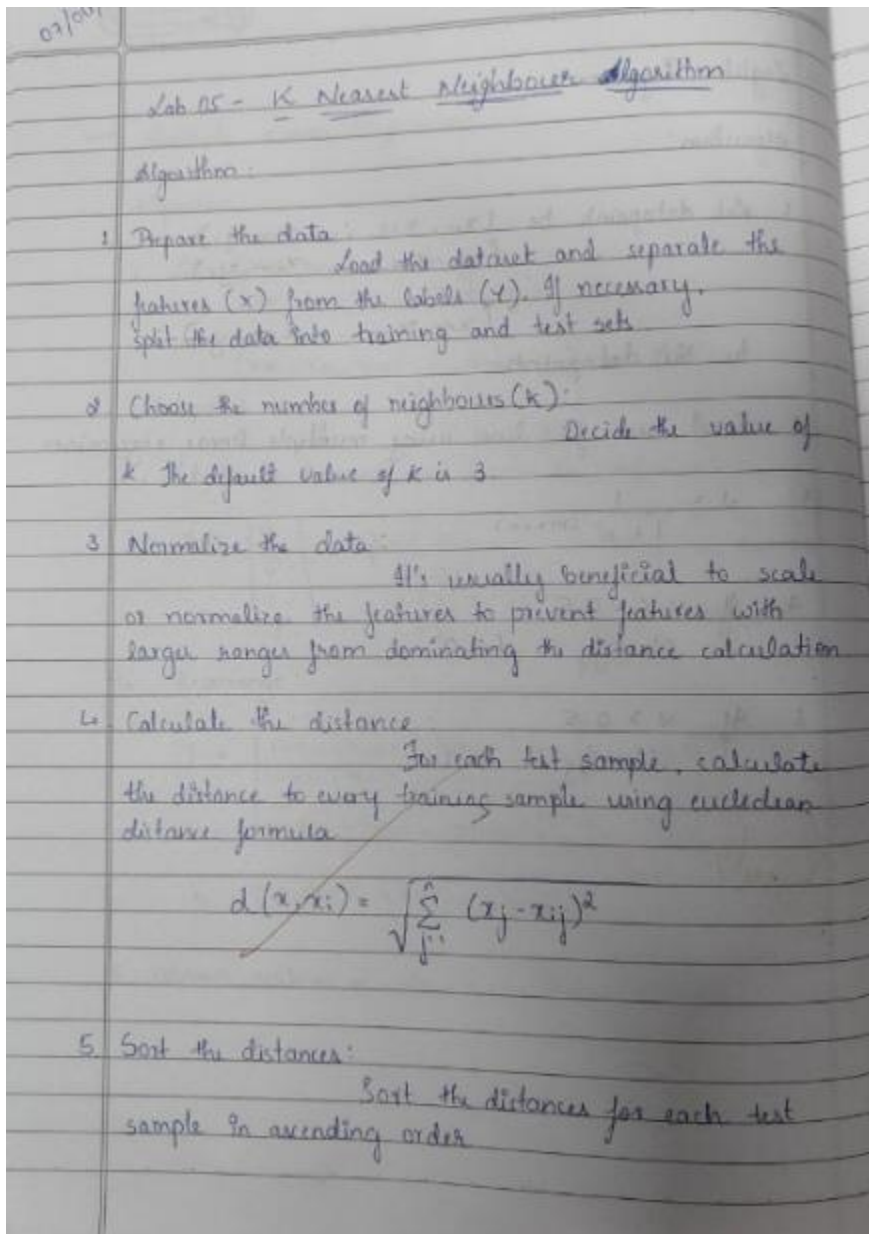 Lab 05 - K Nearest Neighbour Algorithm
Algorithm:
1 Prepare the data:
Load the dataset and separate the
features (x) from the labels (Y). If necessary,
split the data into training and test sets
2 Choose the number of neighbours (k):
Decide the value of
k The default value of k is 3
3 Normalize the data:
It's usually beneficial to scale
or normalize the features to prevent features with
larger ranges from dominating the distance calculation
4. Calculate the distance:
For each test sample, calculate
the distance to every training sample using eucledean
distance formula
d(x, xi) = √ n Σ j=1 (xj - xij)2
5. Sort the distances:
Sort the distances for each test
sample in ascending order